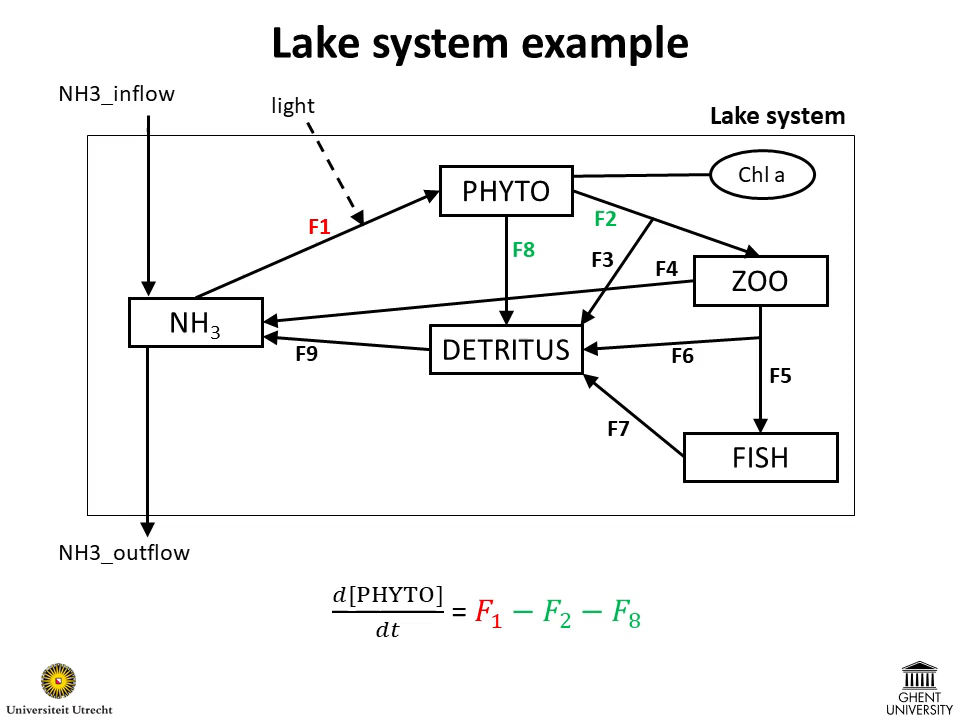 Lake system example
NH3_inflow
light
Lake system
PHYTO
Chl a
F1
F2
F8
F3
F4
ZOO
NH₃
DETRITUS
F9
F6
F5
F7
FISH
NH3_outflow
d[PHYTO]/dt = F₁ − F₂ − F₈
Universiteit Utrecht
GHENT
UNIVERSITY